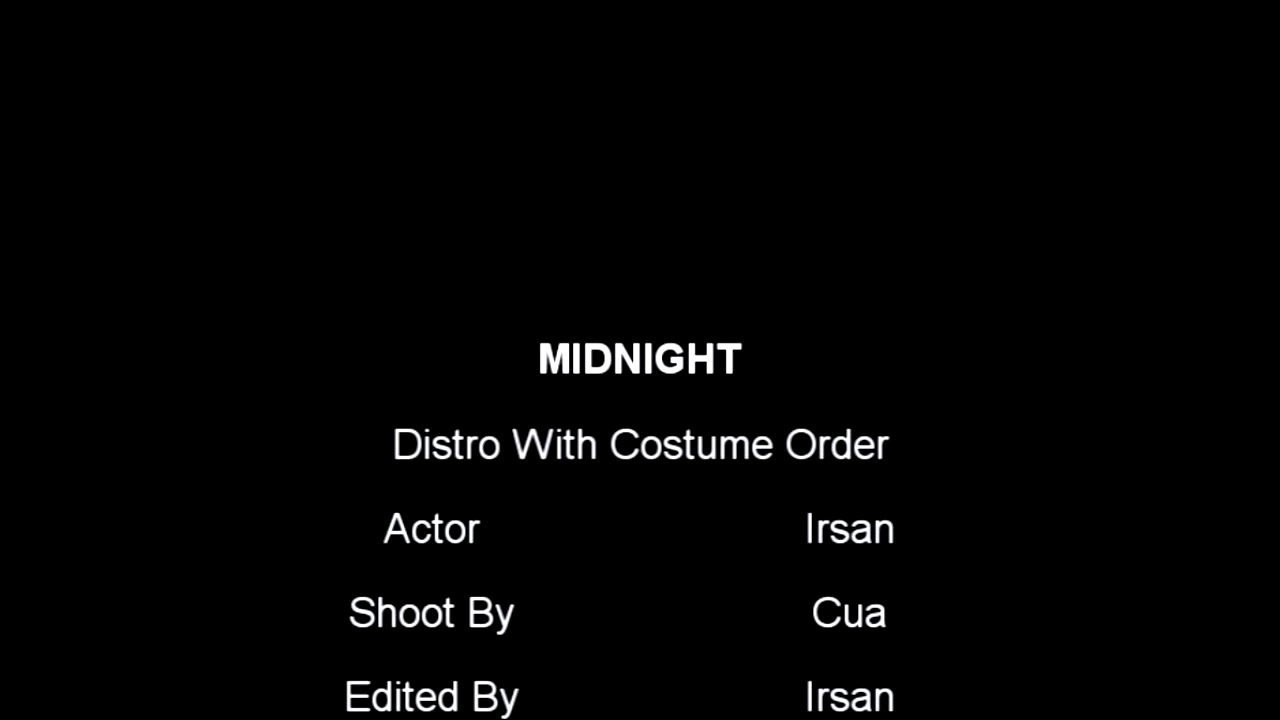 MIDNIGHT
Distro With Costume Order
Actor Irsan
Shoot By Cua
Edited By Irsan